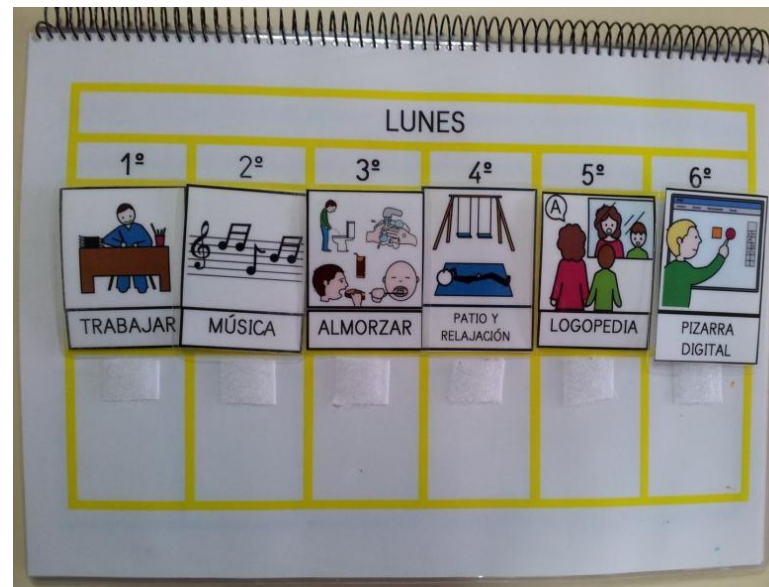 LUNES
1º 2º 3º 4º 5º 6º
TRABAJAR
MÚSICA
ALMORZAR
PATIO Y
RELAJACIÓN
A
LOGOPEDIA
PIZARRA
DIGITAL